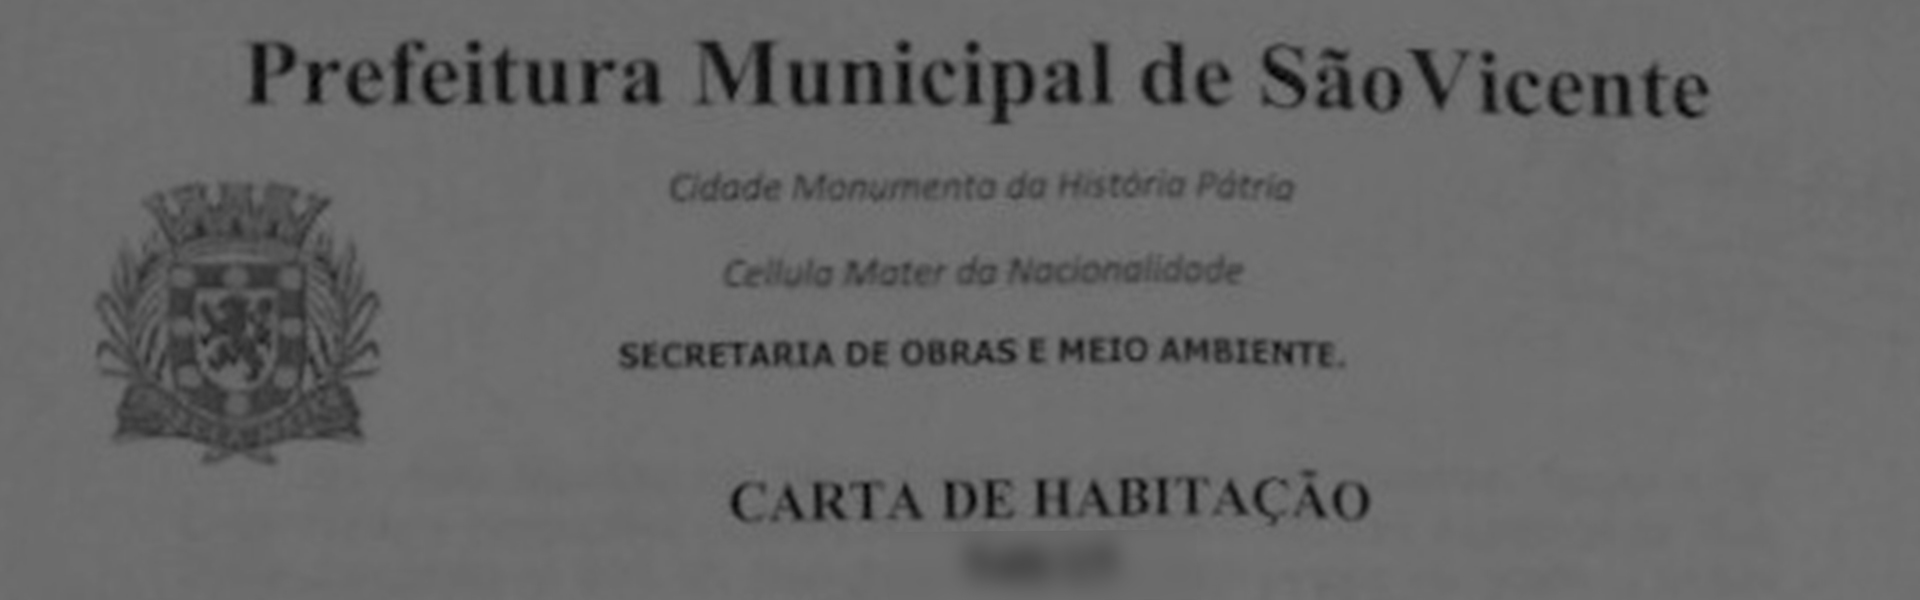 Prefeitura Municipal de SãoVicente
Cidade Monumento da História Pátria
Cellula Mater da Nacionalidade
SECRETARIA DE OBRAS E MEIO AMBIENTE.
CARTA DE HABITAÇÃO